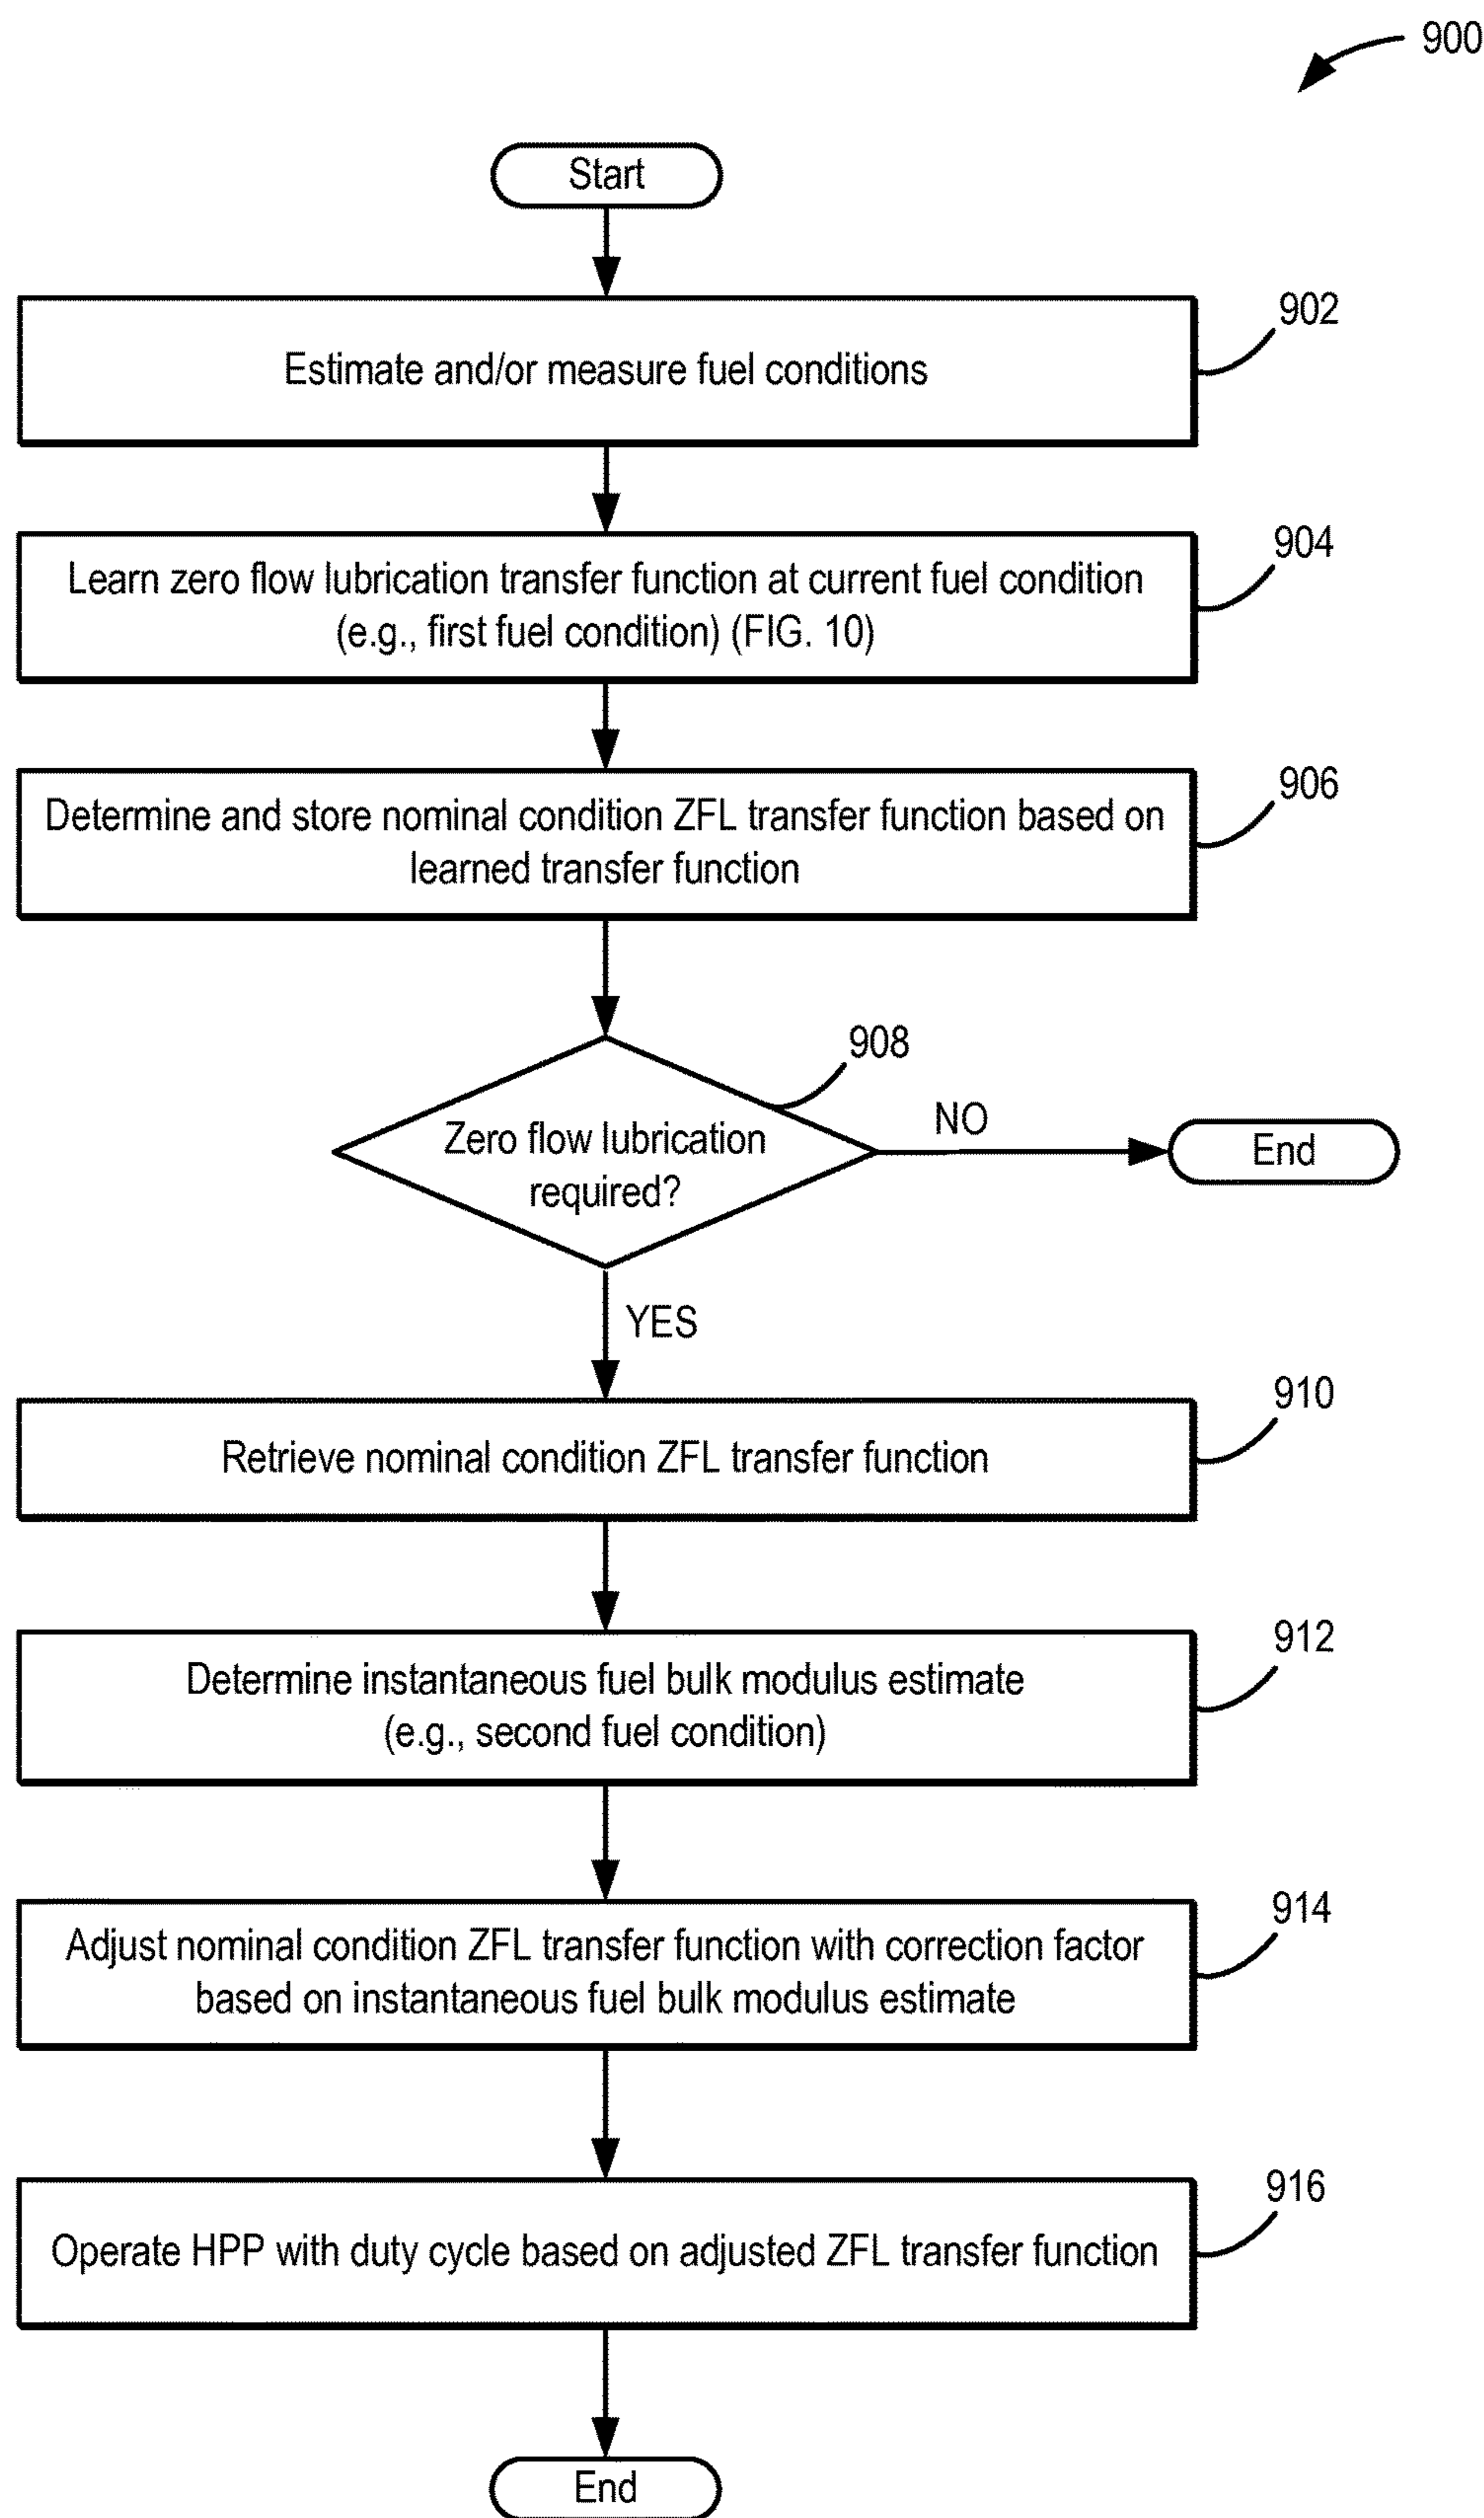 900
Start
902
Estimate and/or measure fuel conditions
904
Learn zero flow lubrication transfer function at current fuel condition
(e.g., first fuel condition) (FIG. 10)
906
Determine and store nominal condition ZFL transfer function based on
learned transfer function
908
Zero flow lubrication
required?
NO
End
YES
910
Retrieve nominal condition ZFL transfer function
912
Determine instantaneous fuel bulk modulus estimate
(e.g., second fuel condition)
914
Adjust nominal condition ZFL transfer function with correction factor
based on instantaneous fuel bulk modulus estimate
916
Operate HPP with duty cycle based on adjusted ZFL transfer function
End